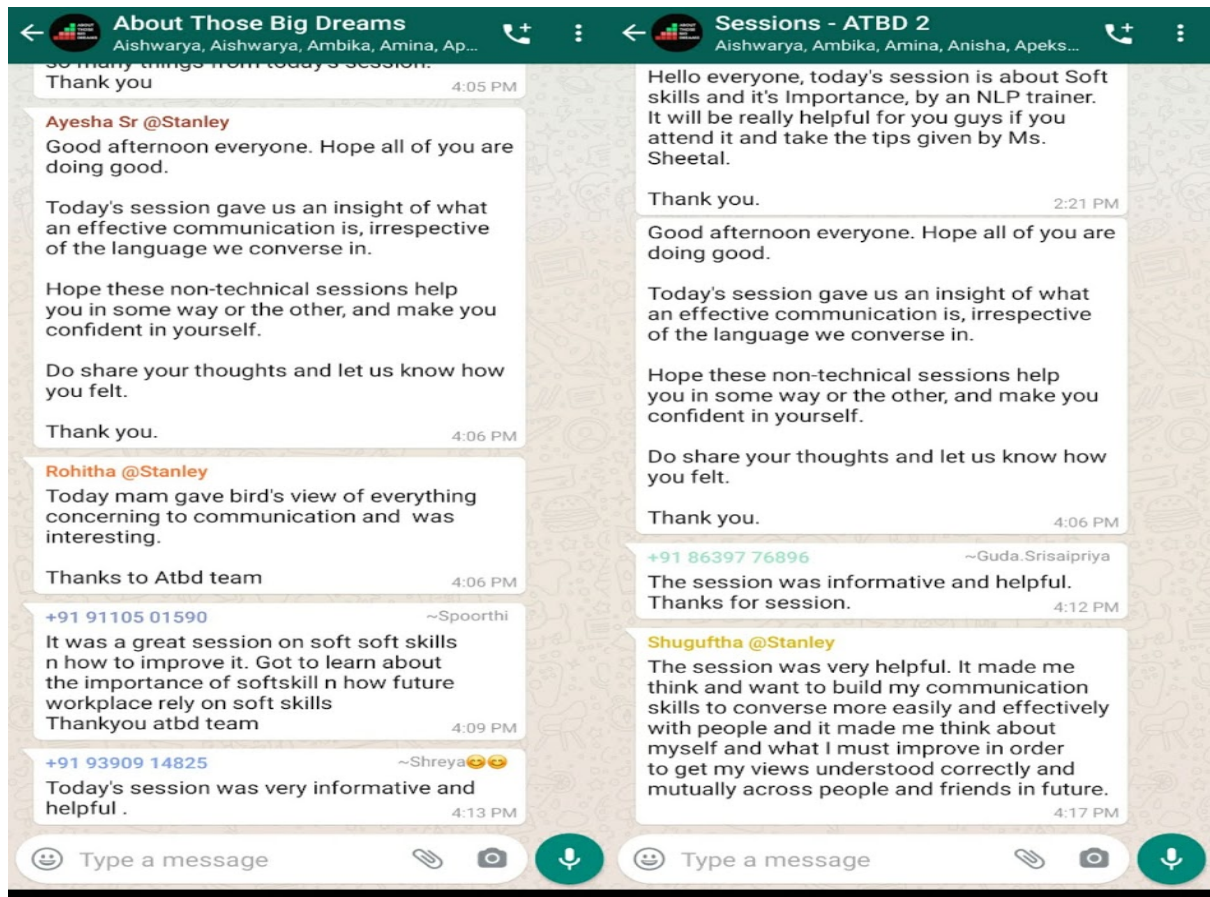 About Those Big Dreams
Aishwarya, Aishwarya, Ambika, Amina, Ap...
so many things from today's session.
Thank you
4:05 PM
Ayesha Sr @Stanley
Good afternoon everyone. Hope all of you are
doing good.
Today's session gave us an insight of what
an effective communication is, irrespective
of the language we converse in.
Hope these non-technical sessions help
you in some way or the other, and make you
confident in yourself.
Do share your thoughts and let us know how
you felt.
Thank you.
4:06 PM
Rohitha @Stanley
Today mam gave bird's view of everything
concerning to communication and  was
interesting.
Thanks to Atbd team
4:06 PM
+91 91105 01590 ~Spoorthi
It was a great session on soft soft skills
n how to improve it. Got to learn about
the importance of softskill n how future
workplace rely on soft skills
Thankyou atbd team
4:09 PM
+91 93909 14825 ~Shreya😊😊
Today's session was very informative and
helpful .
4:13 PM
Type a message
Sessions - ATBD 2
Aishwarya, Ambika, Amina, Anisha, Apeks...
Hello everyone, today's session is about Soft
skills and it's Importance, by an NLP trainer.
It will be really helpful for you guys if you
attend it and take the tips given by Ms.
Sheetal.
Thank you.
2:21 PM
Good afternoon everyone. Hope all of you are
doing good.
Today's session gave us an insight of what
an effective communication is, irrespective
of the language we converse in.
Hope these non-technical sessions help
you in some way or the other, and make you
confident in yourself.
Do share your thoughts and let us know how
you felt.
Thank you.
4:06 PM
+91 86397 76896 ~Guda.Srisaipriya
The session was informative and helpful.
Thanks for session.
4:12 PM
Shuguftha @Stanley
The session was very helpful. It made me
think and want to build my communication
skills to converse more easily and effectively
with people and it made me think about
myself and what I must improve in order
to get my views understood correctly and
mutually across people and friends in future.
4:17 PM
Type a message